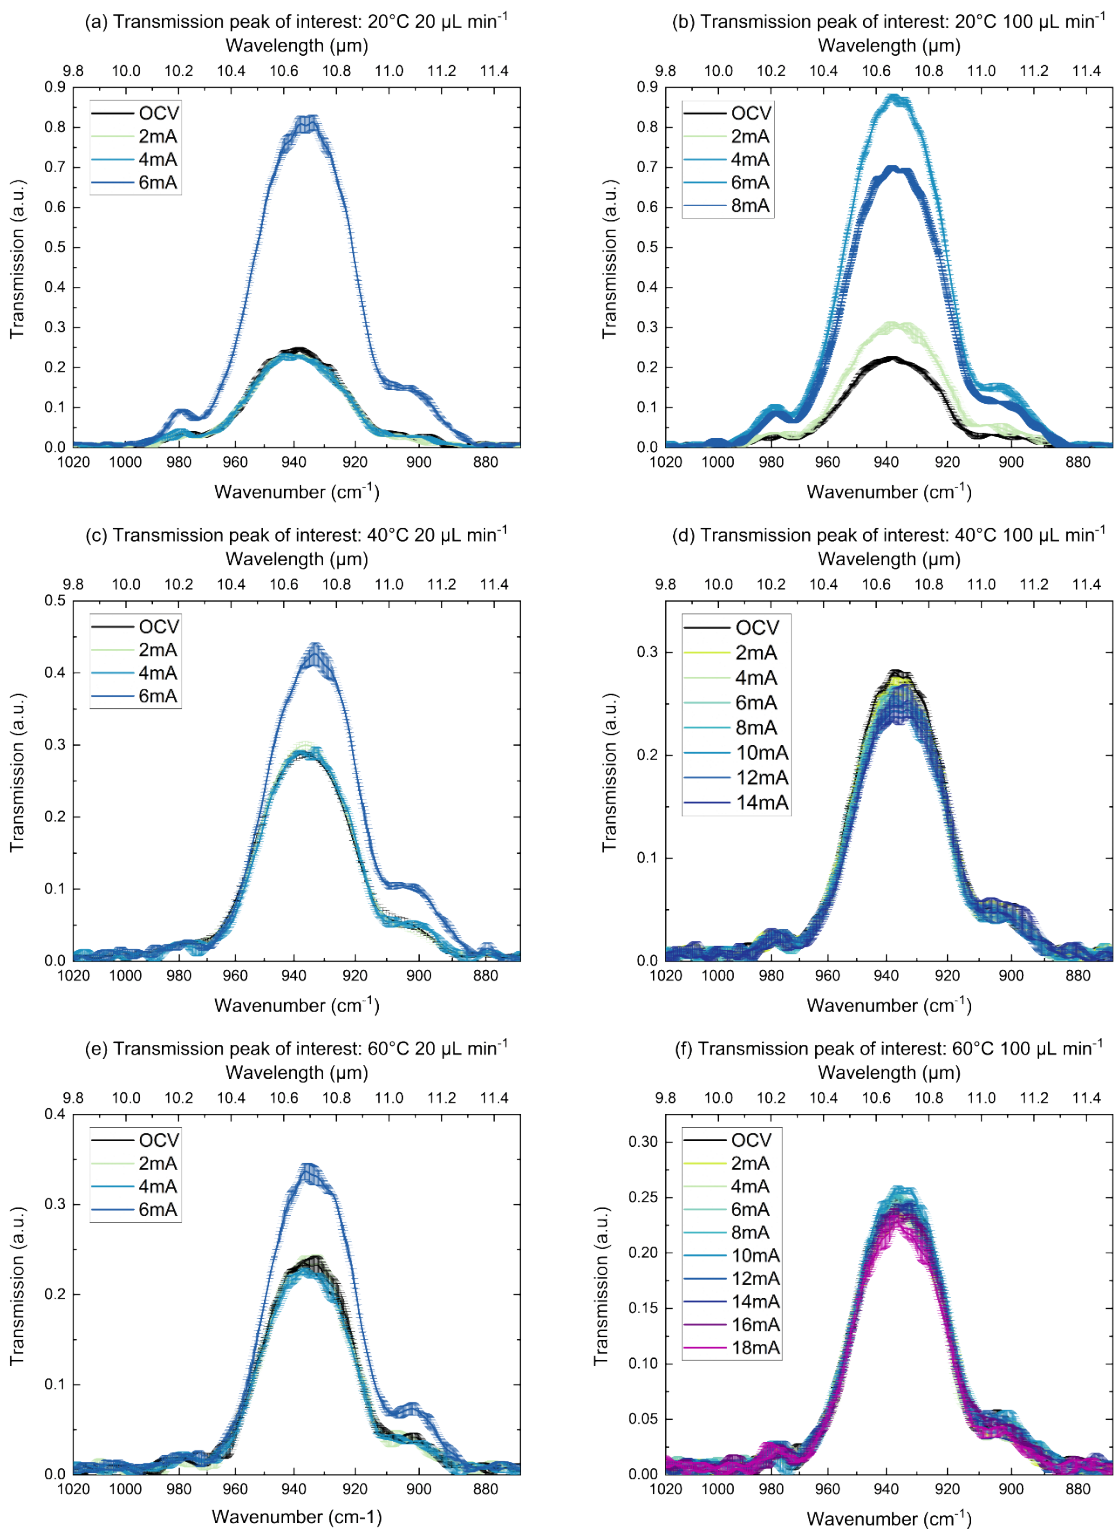 (a) Transmission peak of interest: 20°C 20 µL min⁻¹
Wavelength (µm)
9.8 10.0 10.2 10.4 10.6 10.8 11.0 11.2 11.4
0.9
0.8
0.7
0.6
0.5
0.4
0.3
0.2
0.1
0.0
Transmission (a.u.)
OCV
2mA
4mA
6mA
1020 1000 980 960 940 920 900 880
Wavenumber (cm⁻¹)
(b) Transmission peak of interest: 20°C 100 µL min⁻¹
Wavelength (µm)
9.8 10.0 10.2 10.4 10.6 10.8 11.0 11.2 11.4
0.9
0.8
0.7
0.6
0.5
0.4
0.3
0.2
0.1
0.0
Transmission (a.u.)
OCV
2mA
4mA
6mA
8mA
1020 1000 980 960 940 920 900 880
Wavenumber (cm⁻¹)
(c) Transmission peak of interest: 40°C 20 µL min⁻¹
Wavelength (µm)
9.8 10.0 10.2 10.4 10.6 10.8 11.0 11.2 11.4
0.5
0.4
0.3
0.2
0.1
0.0
Transmission (a.u.)
OCV
2mA
4mA
6mA
1020 1000 980 960 940 920 900 880
Wavenumber (cm⁻¹)
(d) Transmission peak of interest: 40°C 100 µL min⁻¹
Wavelength (µm)
9.8 10.0 10.2 10.4 10.6 10.8 11.0 11.2 11.4
0.3
0.2
0.1
0.0
Transmission (a.u.)
OCV
2mA
4mA
6mA
8mA
10mA
12mA
14mA
1020 1000 980 960 940 920 900 880
Wavenumber (cm⁻¹)
(e) Transmission peak of interest: 60°C 20 µL min⁻¹
Wavelength (µm)
9.8 10.0 10.2 10.4 10.6 10.8 11.0 11.2 11.4
0.4
0.3
0.2
0.1
0.0
Transmission (a.u.)
OCV
2mA
4mA
6mA
1020 1000 980 960 940 920 900 880
Wavenumber (cm-1)
(f) Transmission peak of interest: 60°C 100 µL min⁻¹
Wavelength (µm)
9.8 10.0 10.2 10.4 10.6 10.8 11.0 11.2 11.4
0.30
0.25
0.20
0.15
0.10
0.05
0.00
Transmission (a.u.)
OCV
2mA
4mA
6mA
8mA
10mA
12mA
14mA
16mA
18mA
1020 1000 980 960 940 920 900 880
Wavenumber (cm⁻¹)